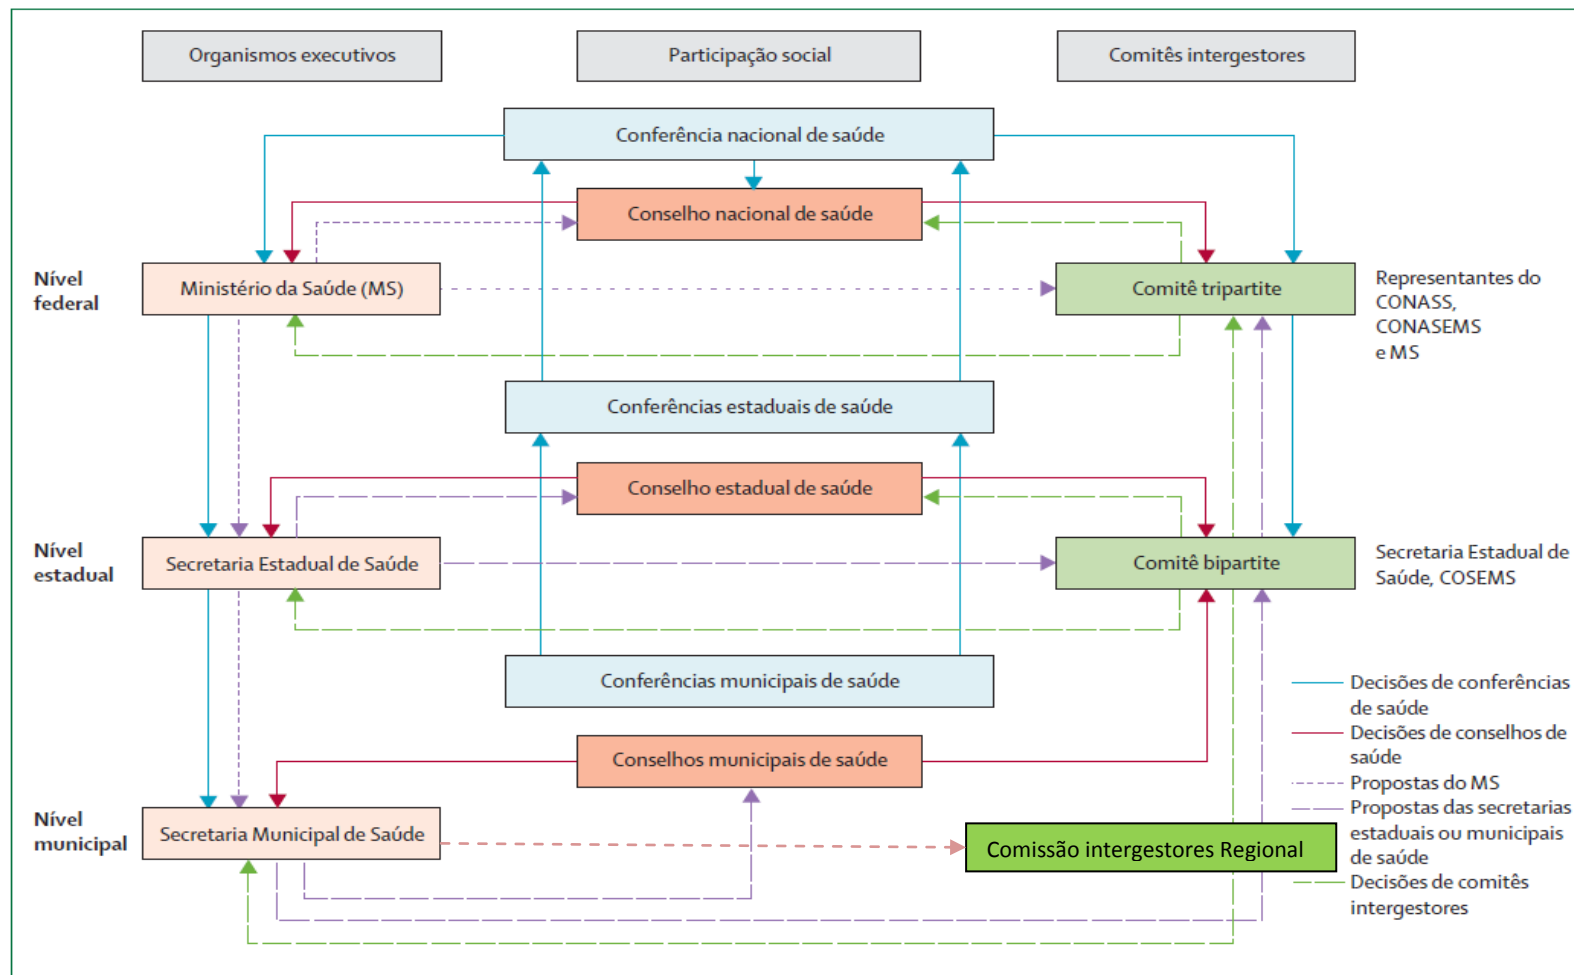 Organismos executivos
Participação social
Comitês intergestores
Conferência nacional de saúde
Conselho nacional de saúde
Nível
federal
Ministério da Saúde (MS)
Comitê tripartite
Representantes do
CONASS,
CONASEMS
e MS
Conferências estaduais de saúde
Conselho estadual de saúde
Nível
estadual
Secretaria Estadual de Saúde
Comitê bipartite
Secretaria Estadual de
Saúde, COSEMS
Conferências municipais de saúde
Conselhos municipais de saúde
Nível
municipal
Secretaria Municipal de Saúde
Comissão intergestores Regional
Decisões de conferências
de saúde
Decisões de conselhos de
saúde
Propostas do MS
Propostas das secretarias
estaduais ou municipais
de saúde
Decisões de comitês
intergestores